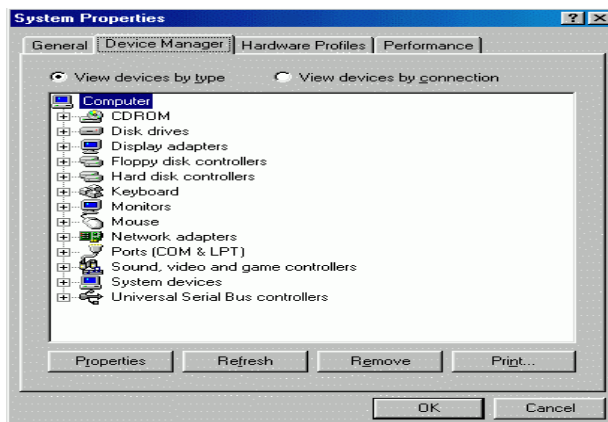 System Properties
General Device Manager Hardware Profiles Performance
View devices by type View devices by connection
Computer
CDROM
Disk drives
Display adapters
Floppy disk controllers
Hard disk controllers
Keyboard
Monitors
Mouse
Network adapters
Ports (COM & LPT)
Sound, video and game controllers
System devices
Universal Serial Bus controllers
Properties Refresh Remove Print...
OK Cancel